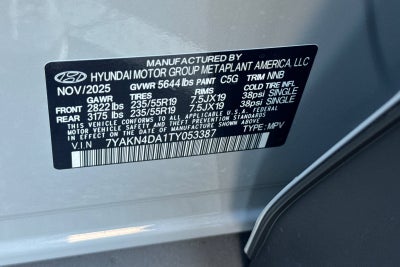 MANUFACTURED BY
HYUNDAI MOTOR GROUP METAPLANT AMERICA, LLC
NOV/2025 GVWR 5644 lbs PAINT C5G TRIM NNB
GAWR TIRES RIMS COLD TIRE INFLATION PRES.
FRONT 2822 lbs 235/55R19 7.5JX19 38psi SINGLE
REAR 3175 lbs 235/55R19 7.5JX19 38psi SINGLE
THIS VEHICLE CONFORMS TO ALL APPLICABLE U.S.A. FEDERAL
MOTOR VEHICLE SAFETY AND THEFT PREVENTION STANDARDS
IN EFFECT ON THE DATE OF MANUFACTURE SHOWN ABOVE.
V.I.N 7YAKN4DA1TY053387 TYPE: MPV